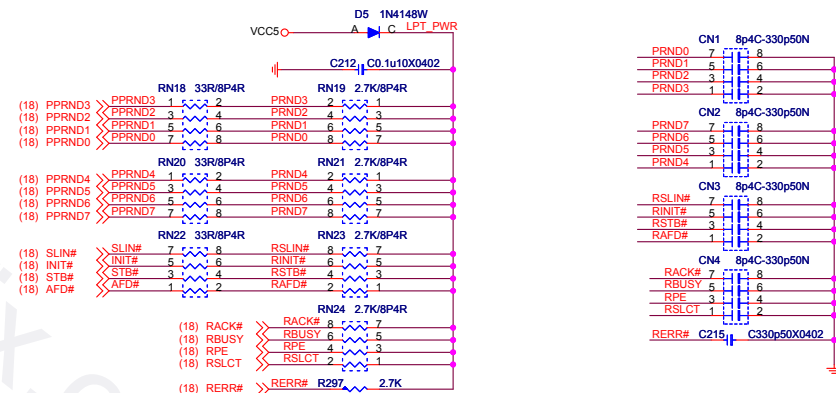 D5 1N4148W
VCC5 A C LPT_PWR
C212 C0.1u10X0402
RN18 33R/8P4R RN19 2.7K/8P4R
(18) PPRND3 PPRND3 1 2 PRND3 2 1
(18) PPRND2 PPRND2 3 4 PRND2 4 3
(18) PPRND1 PPRND1 5 6 PRND1 6 5
(18) PPRND0 PPRND0 7 8 PRND0 8 7
RN20 33R/8P4R RN21 2.7K/8P4R
(18) PPRND4 PPRND4 1 2 PRND4 2 1
(18) PPRND5 PPRND5 3 4 PRND5 4 3
(18) PPRND6 PPRND6 5 6 PRND6 6 5
(18) PPRND7 PPRND7 7 8 PRND7 8 7
RN22 33R/8P4R RN23 2.7K/8P4R
(18) SLIN# SLIN# 7 8 RSLIN# 8 7
(18) INIT# INIT# 5 6 RINIT# 6 5
(18) STB# STB# 3 4 RSTB# 4 3
(18) AFD# AFD# 1 2 RAFD# 2 1
RN24 2.7K/8P4R
(18) RACK# RACK# 8 7
(18) RBUSY RBUSY 6 5
(18) RPE RPE 4 3
(18) RSLCT RSLCT 2 1
(18) RERR# RERR# R297 2.7K
CN1 8p4C-330p50N
PRND0 7 8
PRND1 5 6
PRND2 3 4
PRND3 1 2
CN2 8p4C-330p50N
PRND7 7 8
PRND6 5 6
PRND5 3 4
PRND4 1 2
CN3 8p4C-330p50N
RSLIN# 7 8
RINIT# 5 6
RSTB# 3 4
RAFD# 1 2
CN4 8p4C-330p50N
RACK# 7 8
RBUSY 5 6
RPE 3 4
RSLCT 1 2
RERR# C215 C330p50X0402